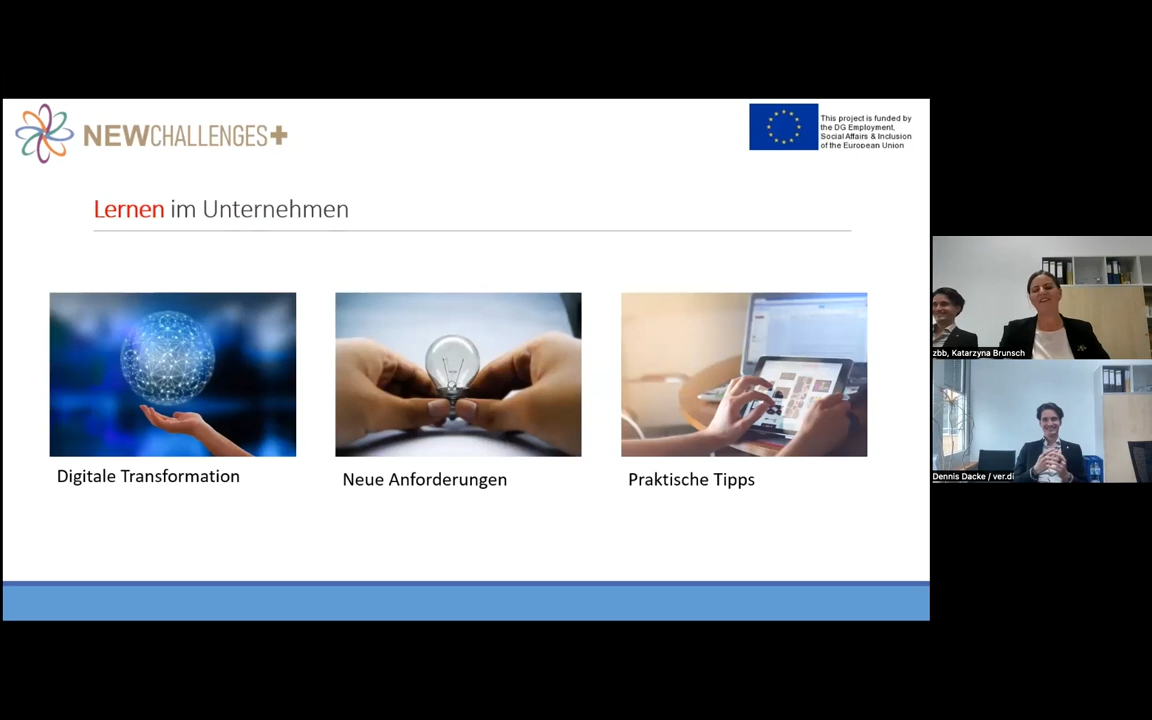 NEWCHALLENGES+
This project is funded by
the DG Employment,
Social Affairs & Inclusion
of the European Union
Lernen im Unternehmen
Digitale Transformation
Neue Anforderungen
Praktische Tipps
zbb, Katarzyna Brunsch
Dennis Dacke / ver.di